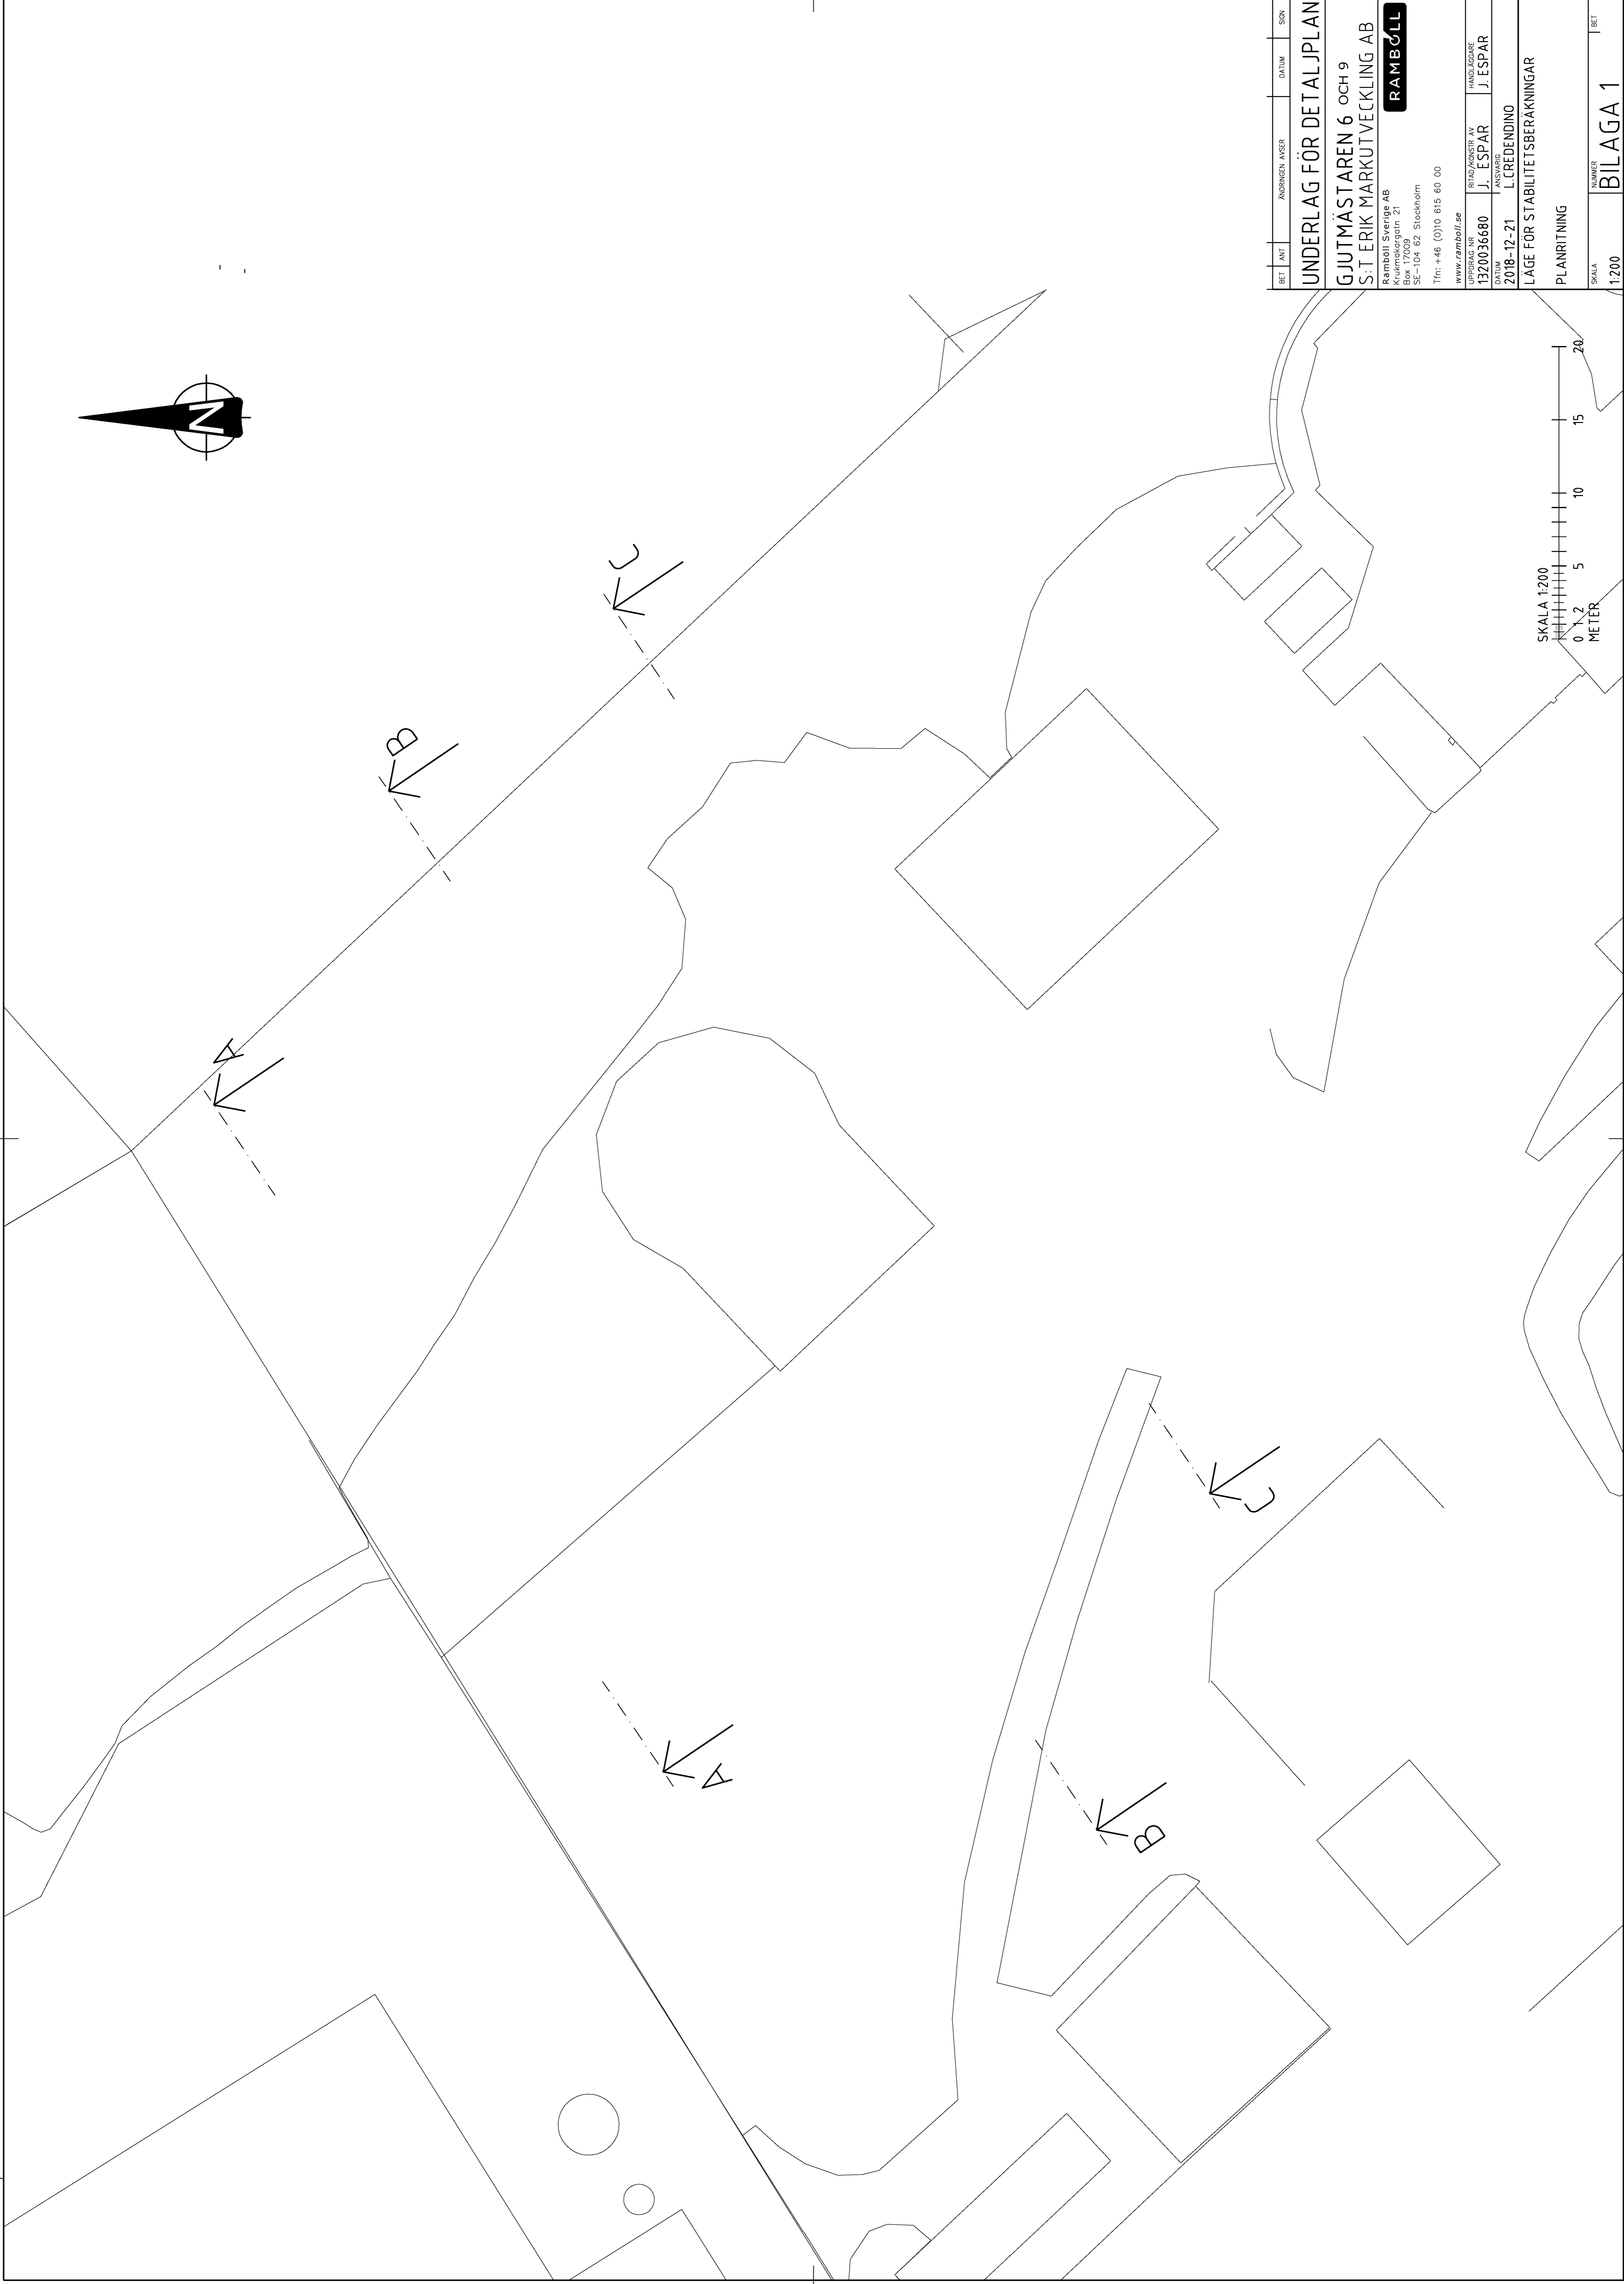 N
A
B
C
A
B
C
BET ANT ÄNDRINGEN AVSER DATUM SIGN
UNDERLAG FÖR DETALJPLAN
GJUTMÄSTAREN 6 OCH 9
S:T ERIK MARKUTVECKLING AB
Ramböll Sverige AB
Krukmakargatn 21
Box 17009
SE-104 62 Stockholm
Tfn: +46 (0)10 615 60 00
www.ramboll.se
RAMBOLL
UPPDRAG NR RITAD/KONSTR AV HANDLÄGGARE
1320036680 J. ESPAR J. ESPAR
DATUM ANSVARIG
2018-12-21 L.CREDENDINO
LÄGE FÖR STABILITETSBERÄKNINGAR
PLANRITNING
SKALA NUMMER BET
1:200 BILAGA 1
SKALA 1:200
0 1 2 5 10 15 20
METER